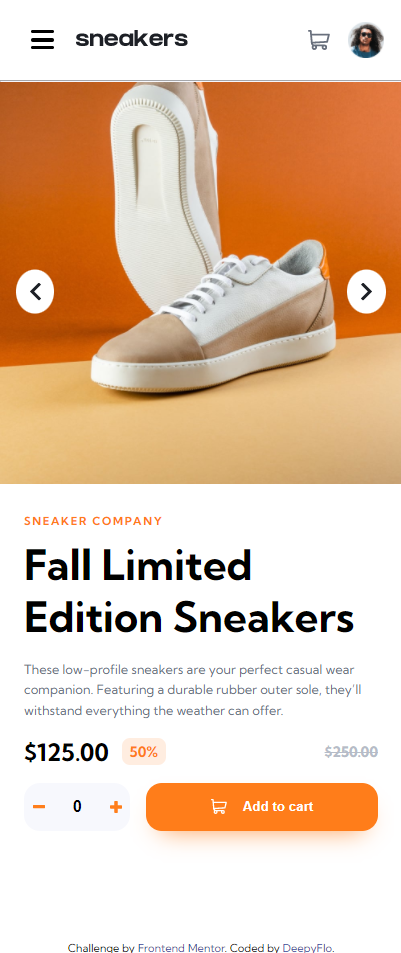 sneakers
SNEAKER COMPANY
Fall Limited
Edition Sneakers
These low-profile sneakers are your perfect casual wear
companion. Featuring a durable rubber outer sole, they'll
withstand everything the weather can offer.
$125.00 50% $250.00
0 Add to cart
Challenge by Frontend Mentor. Coded by DeepyFlo.